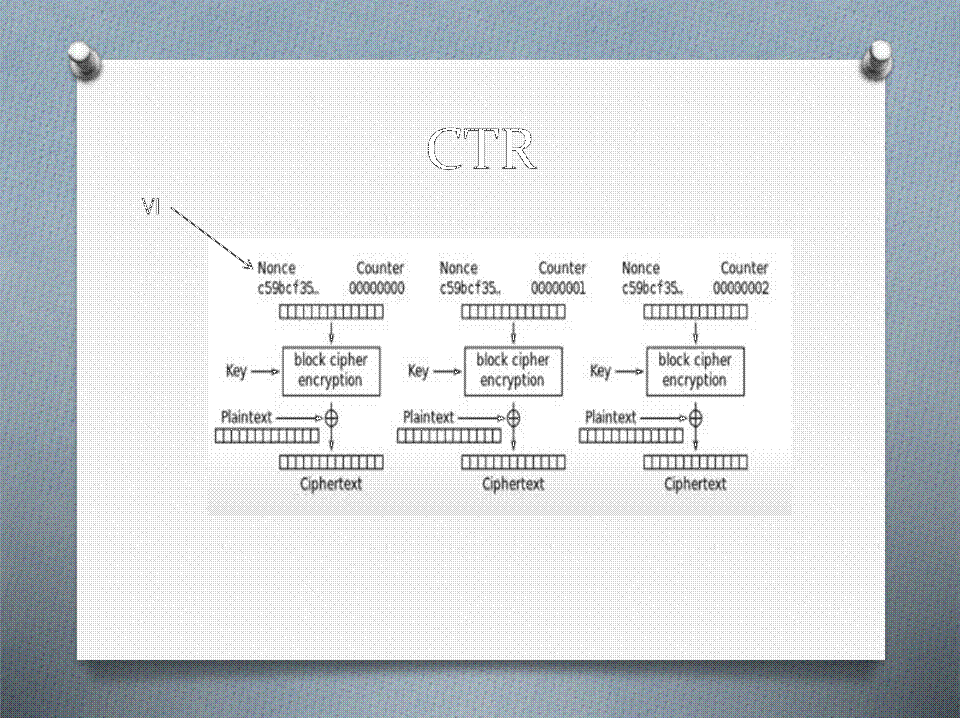 CTR
VI
Nonce Counter Nonce Counter Nonce Counter
c59bcf35… 00000000 c59bcf35… 00000001 c59bcf35… 00000002
Key block cipher encryption Key block cipher encryption Key block cipher encryption
Plaintext Plaintext Plaintext
Ciphertext Ciphertext Ciphertext